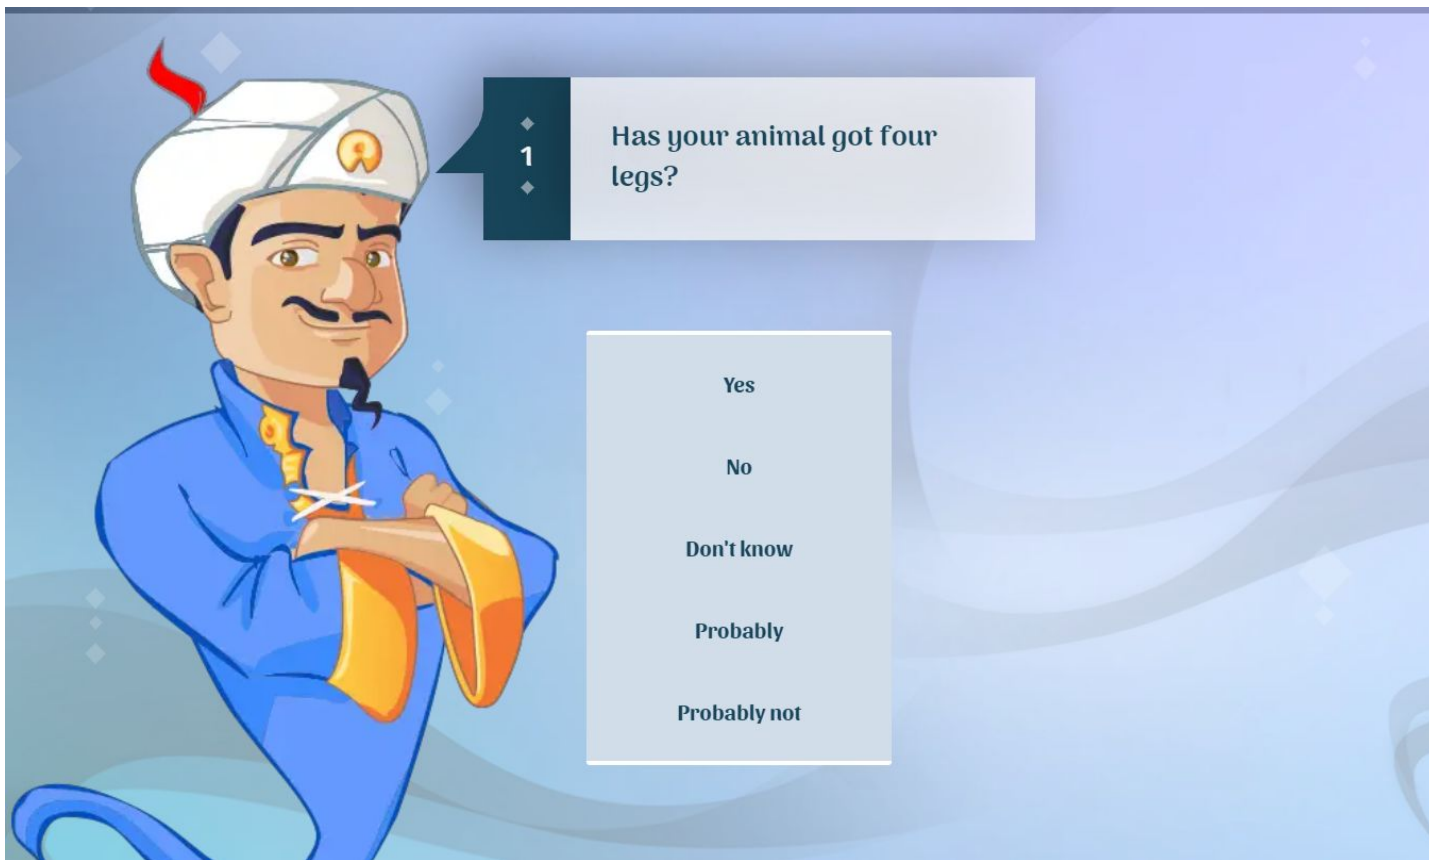 1
Has your animal got four
legs?
Yes
No
Don't know
Probably
Probably not